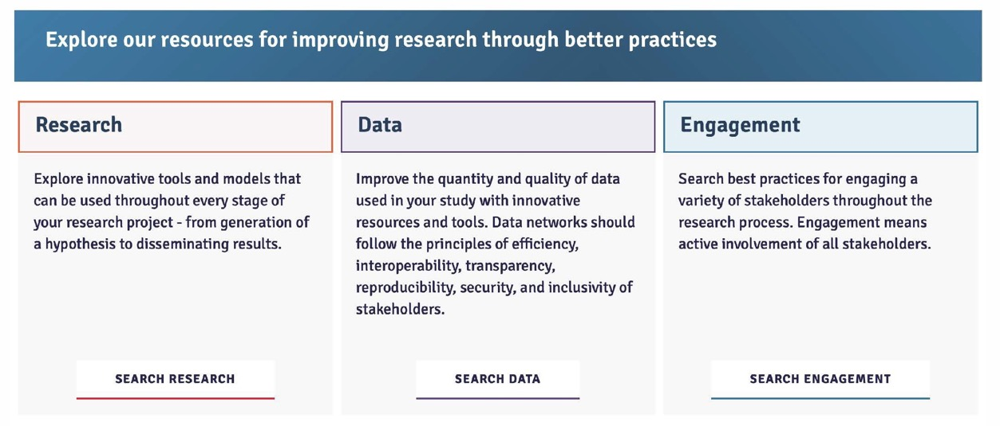 Explore our resources for improving research through better practices
Research
Explore innovative tools and models that
can be used throughout every stage of
your research project - from generation of
a hypothesis to disseminating results.
SEARCH RESEARCH
Data
Improve the quantity and quality of data
used in your study with innovative
resources and tools. Data networks should
follow the principles of efficiency,
interoperability, transparency,
reproducibility, security, and inclusivity of
stakeholders.
SEARCH DATA
Engagement
Search best practices for engaging a
variety of stakeholders throughout the
research process. Engagement means
active involvement of all stakeholders.
SEARCH ENGAGEMENT